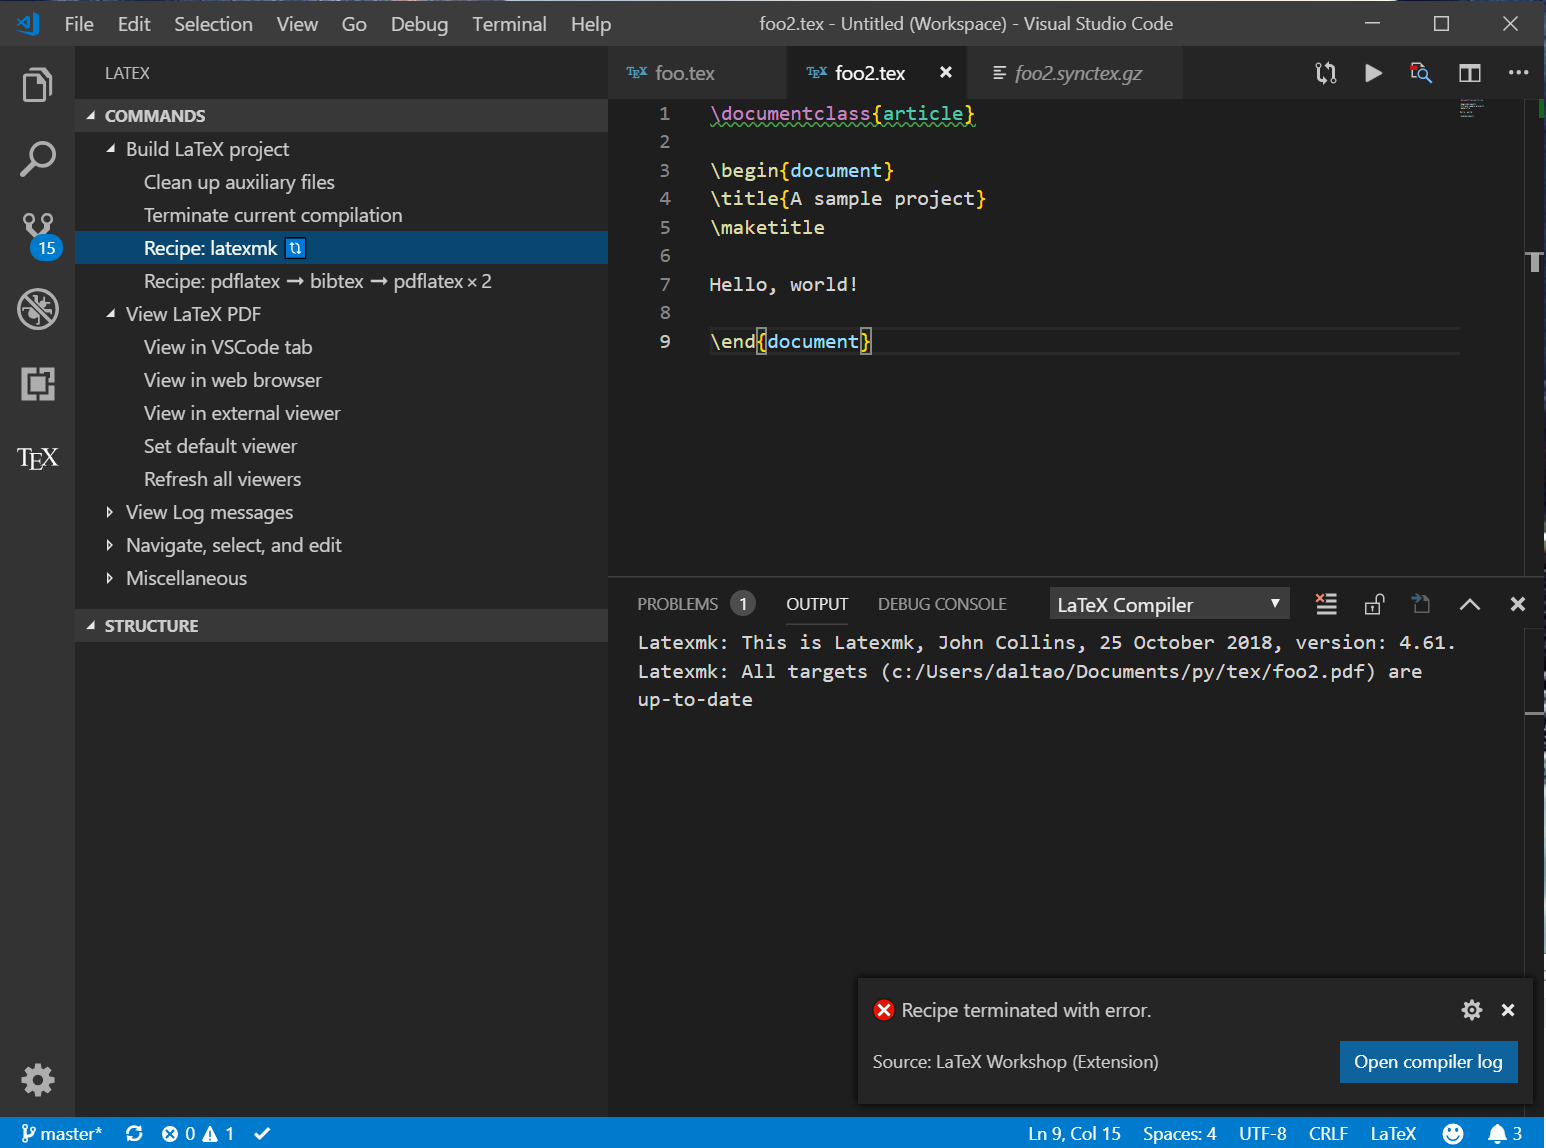 File Edit Selection View Go Debug Terminal Help foo2.tex - Untitled (Workspace) - Visual Studio Code
LATEX
COMMANDS
Build LaTeX project
Clean up auxiliary files
Terminate current compilation
Recipe: latexmk
Recipe: pdflatex → bibtex → pdflatex × 2
View LaTeX PDF
View in VSCode tab
View in web browser
View in external viewer
Set default viewer
Refresh all viewers
View Log messages
Navigate, select, and edit
Miscellaneous
STRUCTURE
15
TEX
TEX foo.tex TEX foo2.tex foo2.synctex.gz
1 \documentclass{article}
2
3 \begin{document}
4 \title{A sample project}
5 \maketitle
6
7 Hello, world!
8
9 \end{document}
PROBLEMS 1 OUTPUT DEBUG CONSOLE LaTeX Compiler
Latexmk: This is Latexmk, John Collins, 25 October 2018, version: 4.61.
Latexmk: All targets (c:/Users/daltao/Documents/py/tex/foo2.pdf) are
up-to-date
Recipe terminated with error.
Source: LaTeX Workshop (Extension) Open compiler log
master* 0 1 Ln 9, Col 15 Spaces: 4 UTF-8 CRLF LaTeX 3